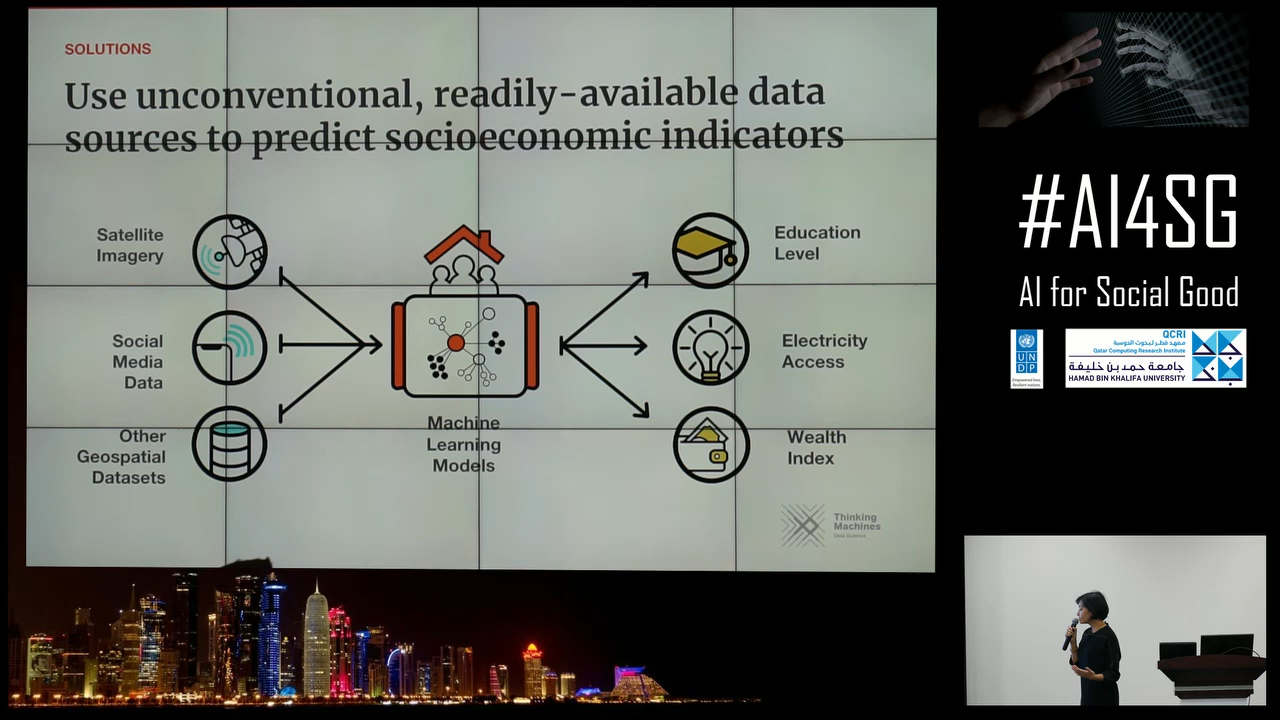 SOLUTIONS
Use unconventional, readily-available data
sources to predict socioeconomic indicators
Satellite
Imagery
Social
Media
Data
Other
Geospatial
Datasets
Machine
Learning
Models
Education
Level
Electricity
Access
Wealth
Index
Thinking
Machines
Data Science
#AI4SG
AI for Social Good
U N
D P
Empowered lives.
Resilient nations.
QCRI
معهد قطر لبحوث الحوسبة
Qatar Computing Research Institute
جامعة حمد بن خليفة
HAMAD BIN KHALIFA UNIVERSITY